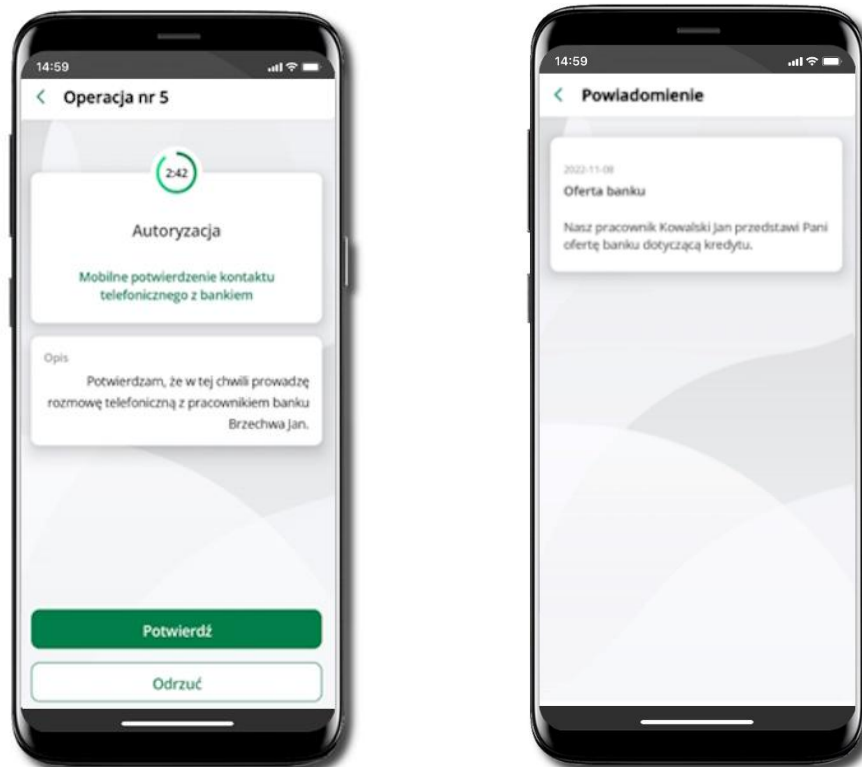 14:59
Operacja nr 5
2:42
Autoryzacja
Mobilne potwierdzenie kontaktu
telefonicznego z bankiem
Opis
Potwierdzam, że w tej chwili prowadzę
rozmowę telefoniczną z pracownikiem banku
Brzechwa Jan.
Potwierdź
Odrzuć
14:59
Powiadomienie
2022-11-08
Oferta banku
Nasz pracownik Kowalski Jan przedstawi Pani
ofertę banku dotyczącą kredytu.